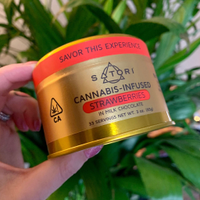 SAVOR THIS EXPERIENCE
SATORI
CANNABIS-INFUSED
STRAWBERRIES
IN MILK CHOCOLATE
CA